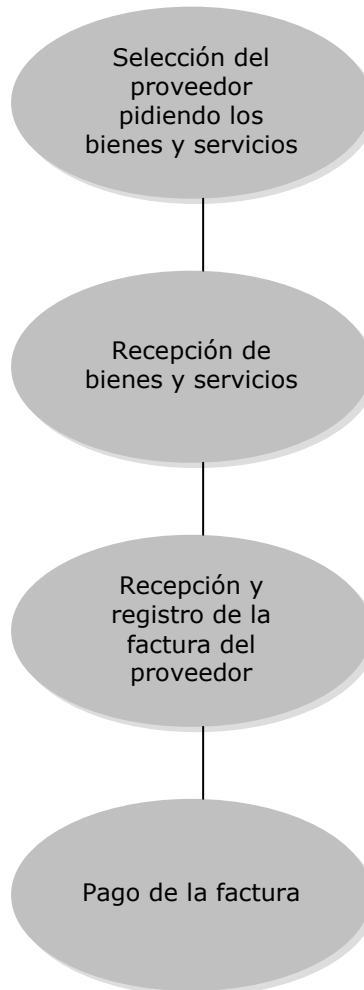 Selección del
proveedor
pidiendo los
bienes y servicios
Recepción de
bienes y servicios
Recepción y
registro de la
factura del
proveedor
Pago de la factura